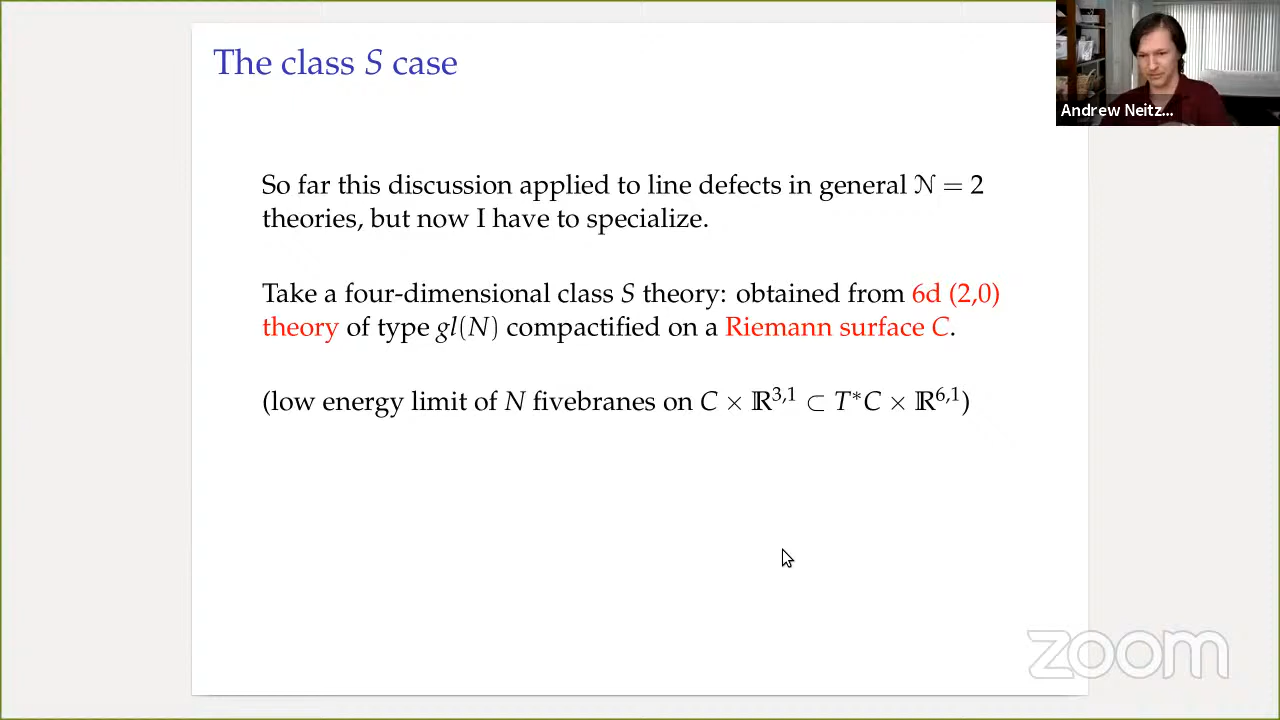 The class S case
Andrew Neitz...
So far this discussion applied to line defects in general 𝒩 = 2
theories, but now I have to specialize.
Take a four-dimensional class S theory: obtained from 6d (2,0)
theory of type gl(N) compactified on a Riemann surface C.
(low energy limit of N fivebranes on C × ℝ³,¹ ⊂ T*C × ℝ⁶,¹)
zoom